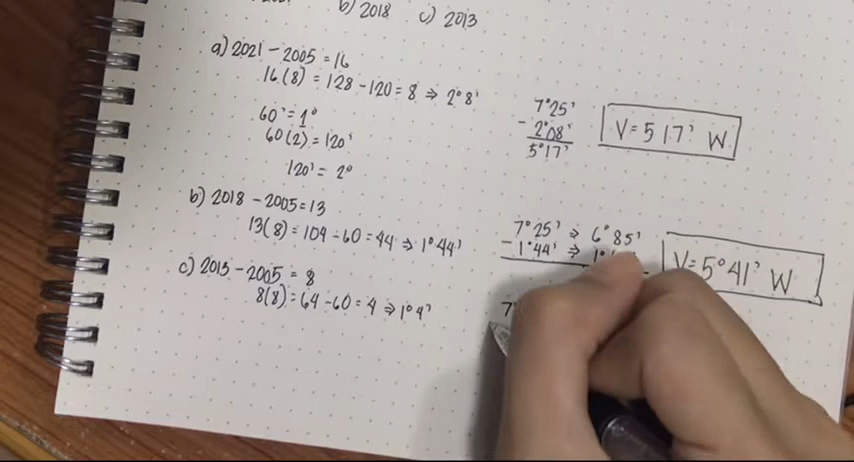 b) 2018 c) 2013
a) 2021 - 2005 = 16
16(8) = 128 - 120 = 8 ⇒ 2°8'
60' = 1°
60(2) = 120'
120' = 2°
7°25'
- 2°08'
5°17'
V = 5 17' W
b) 2018 - 2005 = 13
13(8) = 104 - 60 = 44 ⇒ 1°44'
7°25' ⇒ 6°85'
- 1°44' ⇒
V = 5°41' W
c) 2013 - 2005 = 8
8(8) = 64 - 60 = 4 ⇒ 1°4'
7